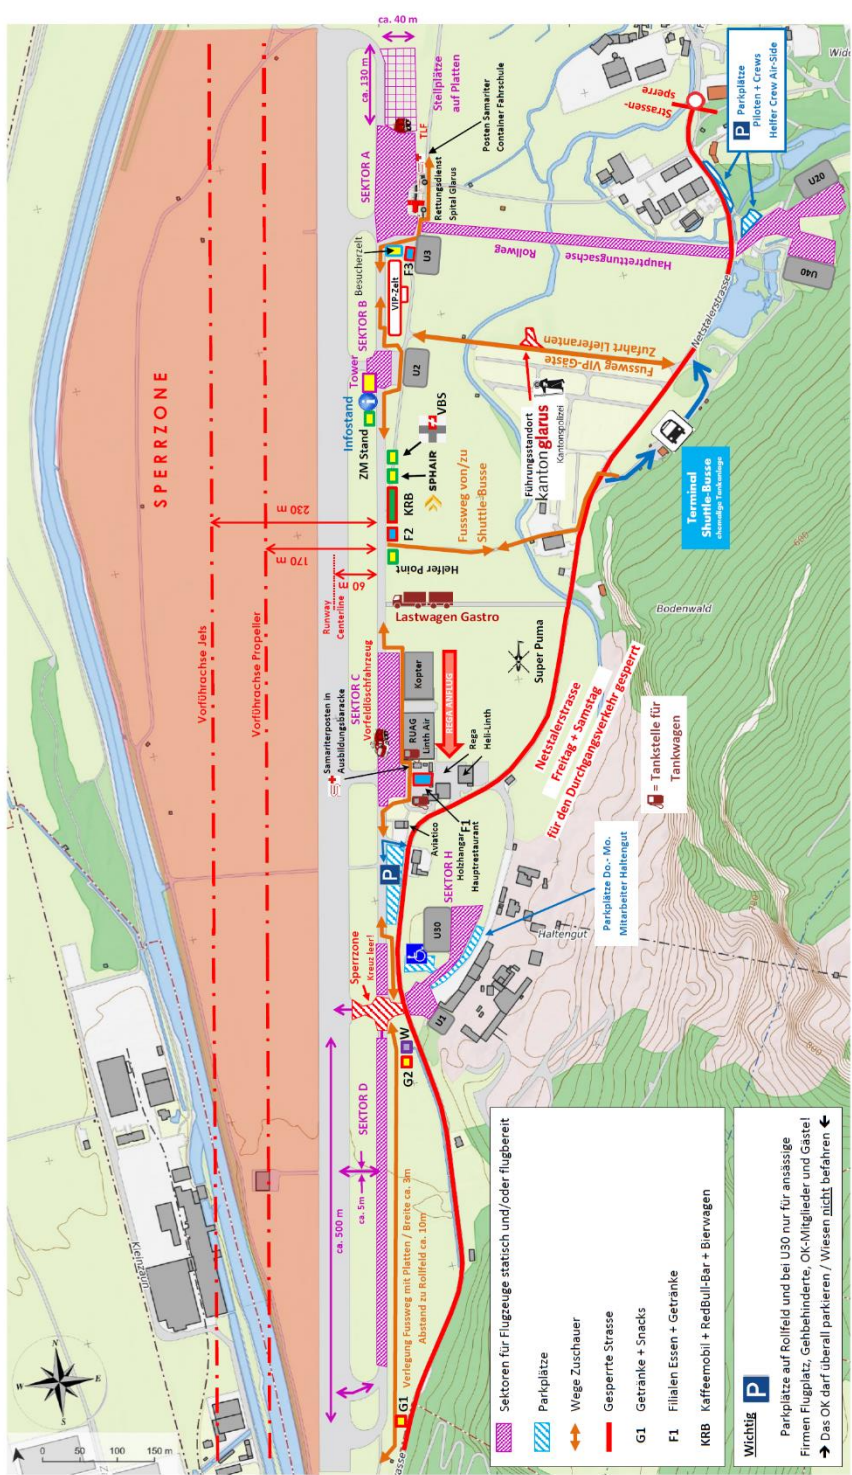 SPERRZONE
Vorführachse Jets
Vorführachse Propeller
230 m
170 m
60 m
Runway
Centerline
ca. 500 m
ca. 5m
ca. 130 m
ca. 40 m
SEKTOR D
Sperrzone
Kreuz leer!
SEKTOR C
Vorfeldlöschfahrzeug
Samariterposten in
Ausbildungsbaracke
SEKTOR B
Tower
Infostand
ZM Stand
Besucherzelt
VIP-Zelt
SEKTOR A
Stellplätze
auf Platten
TLF
Posten Samariter
Container Fahrschule
Rettungsdienst
Spital Glarus
F3
U3
U2
VBS
SPHAIR
KRB
F2
Helfer Point
Lastwagen Gastro
Fussweg von/zu
Shuttle-Busse
Führungsstandort
kantonglarus
Kantonspolizei
Fussweg VIP-Gäste
Zufahrt Lieferanten
Hauptrettungsachse
Rollweg
Strassen-
sperre
P
Parkplätze
Piloten + Crews
Helfer Crew Air-Side
U20
U40
Wide
Netstalerstrasse
Terminal
Shuttle-Busse
ehemalige Tankanlage
Bodenwald
600
Super Puma
Kopter
RUAG
Linth Air
REGA ANFLUG
Rega
Heli-Linth
F1
Aviatico
Holzhangar
Hauptrestaurant
P
SEKTOR H
U30
U1
W
G2
G1
Verlegung Fussweg mit Platten / Breite ca. 3m
Abstand zu Rollfeld ca. 10m
Netstalerstrasse
Freitag + Samstag
für den Durchgangsverkehr gesperrt
= Tankstelle für
Tankwagen
Parkplätze Do.- Mo.
Mitarbeiter Haltengut
Haltengut
700
800
Kleinzaun
N
E
S
W
0 50 100 150 m
Sektoren für Flugzeuge statisch und/oder flugbereit
Parkplätze
Wege Zuschauer
Gesperrte Strasse
G1 Getränke + Snacks
F1 Filialen Essen + Getränke
KRB Kaffeemobil + RedBull-Bar + Bierwagen
Wichtig P
Parkplätze auf Rollfeld und bei U30 nur für ansässige
Firmen Flugplatz, Gehbehinderte, OK-Mitglieder und Gäste!
→ Das OK darf überall parkieren / Wiesen nicht befahren ←